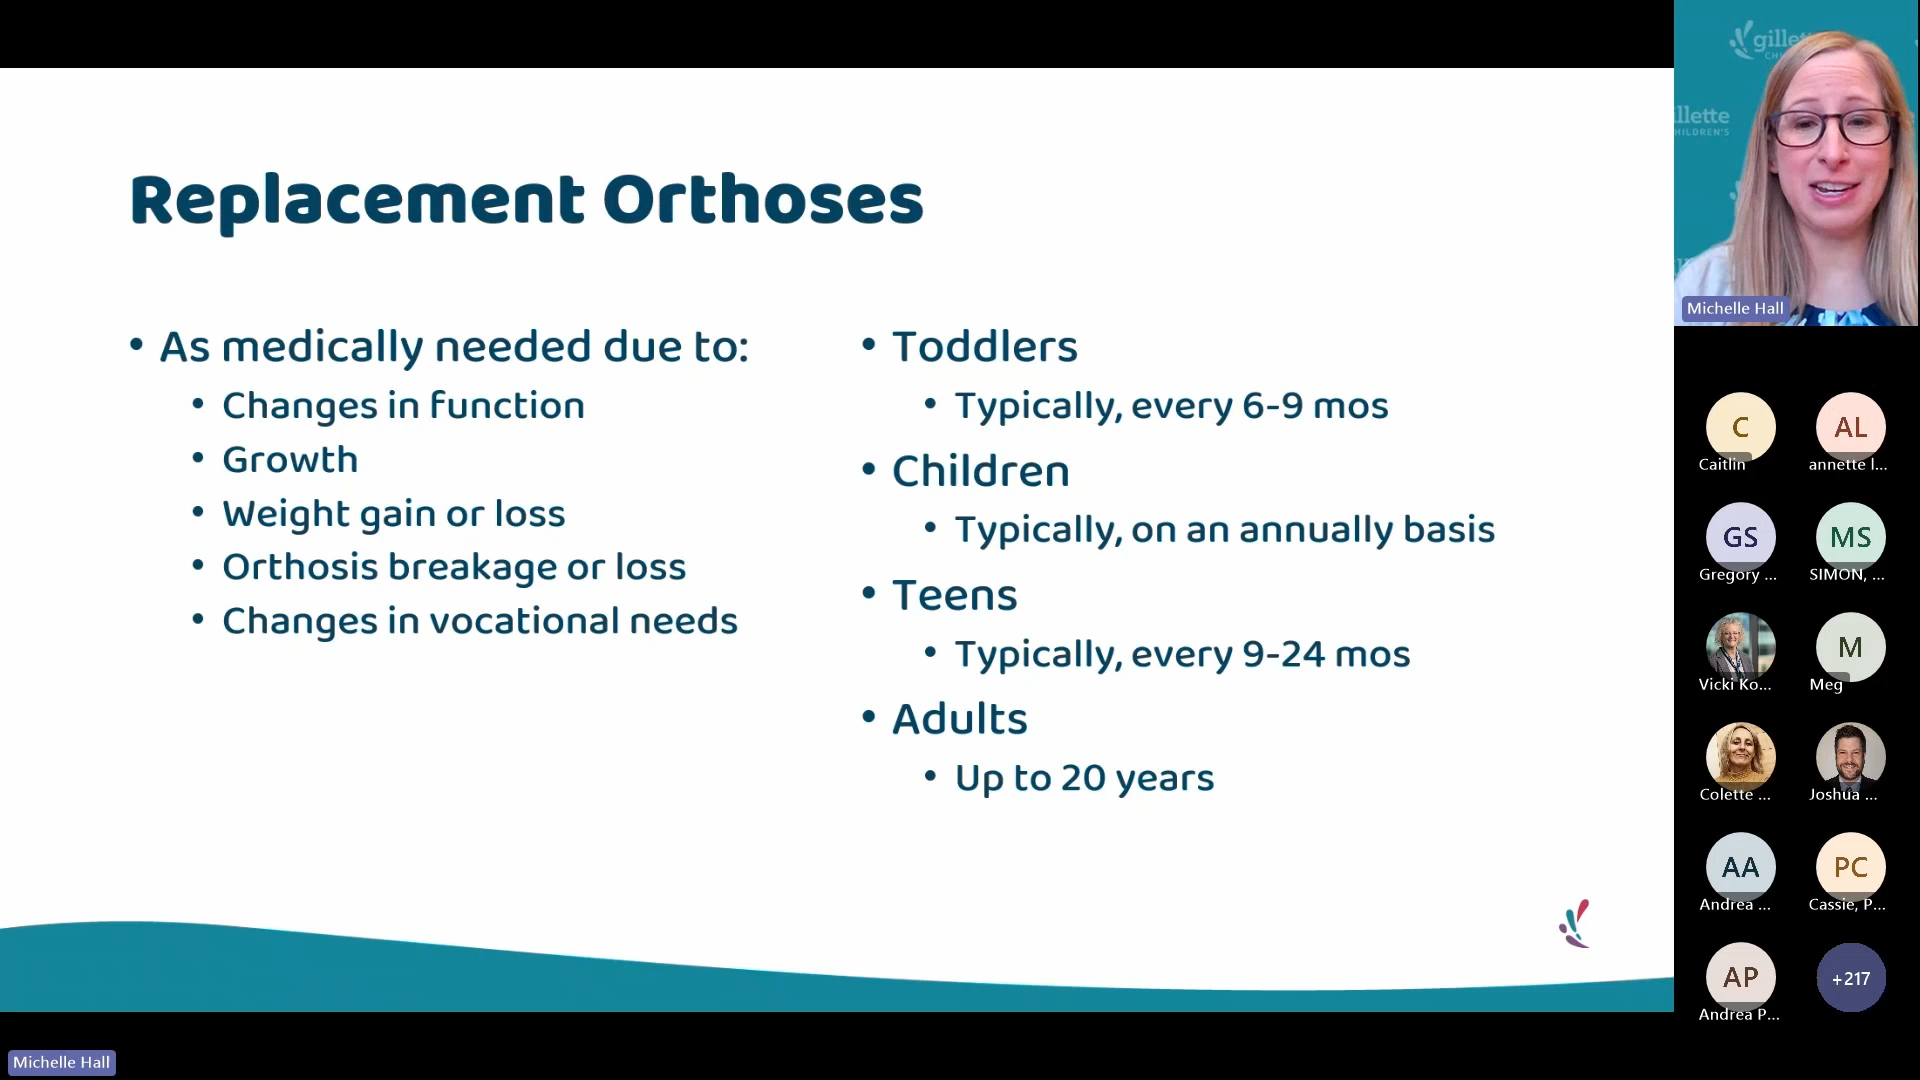 Replacement Orthoses
• As medically needed due to:
• Changes in function
• Growth
• Weight gain or loss
• Orthosis breakage or loss
• Changes in vocational needs
• Toddlers
• Typically, every 6-9 mos
• Children
• Typically, on an annually basis
• Teens
• Typically, every 9-24 mos
• Adults
• Up to 20 years
Michelle Hall
illette
HILDREN'S
Michelle Hall
C
Caitlin
AL
annette l...
GS
Gregory ...
MS
SIMON, ...
Vicki Ko...
M
Meg
Colette ...
Joshua ...
AA
Andrea ...
PC
Cassie, P...
AP
Andrea P...
+217